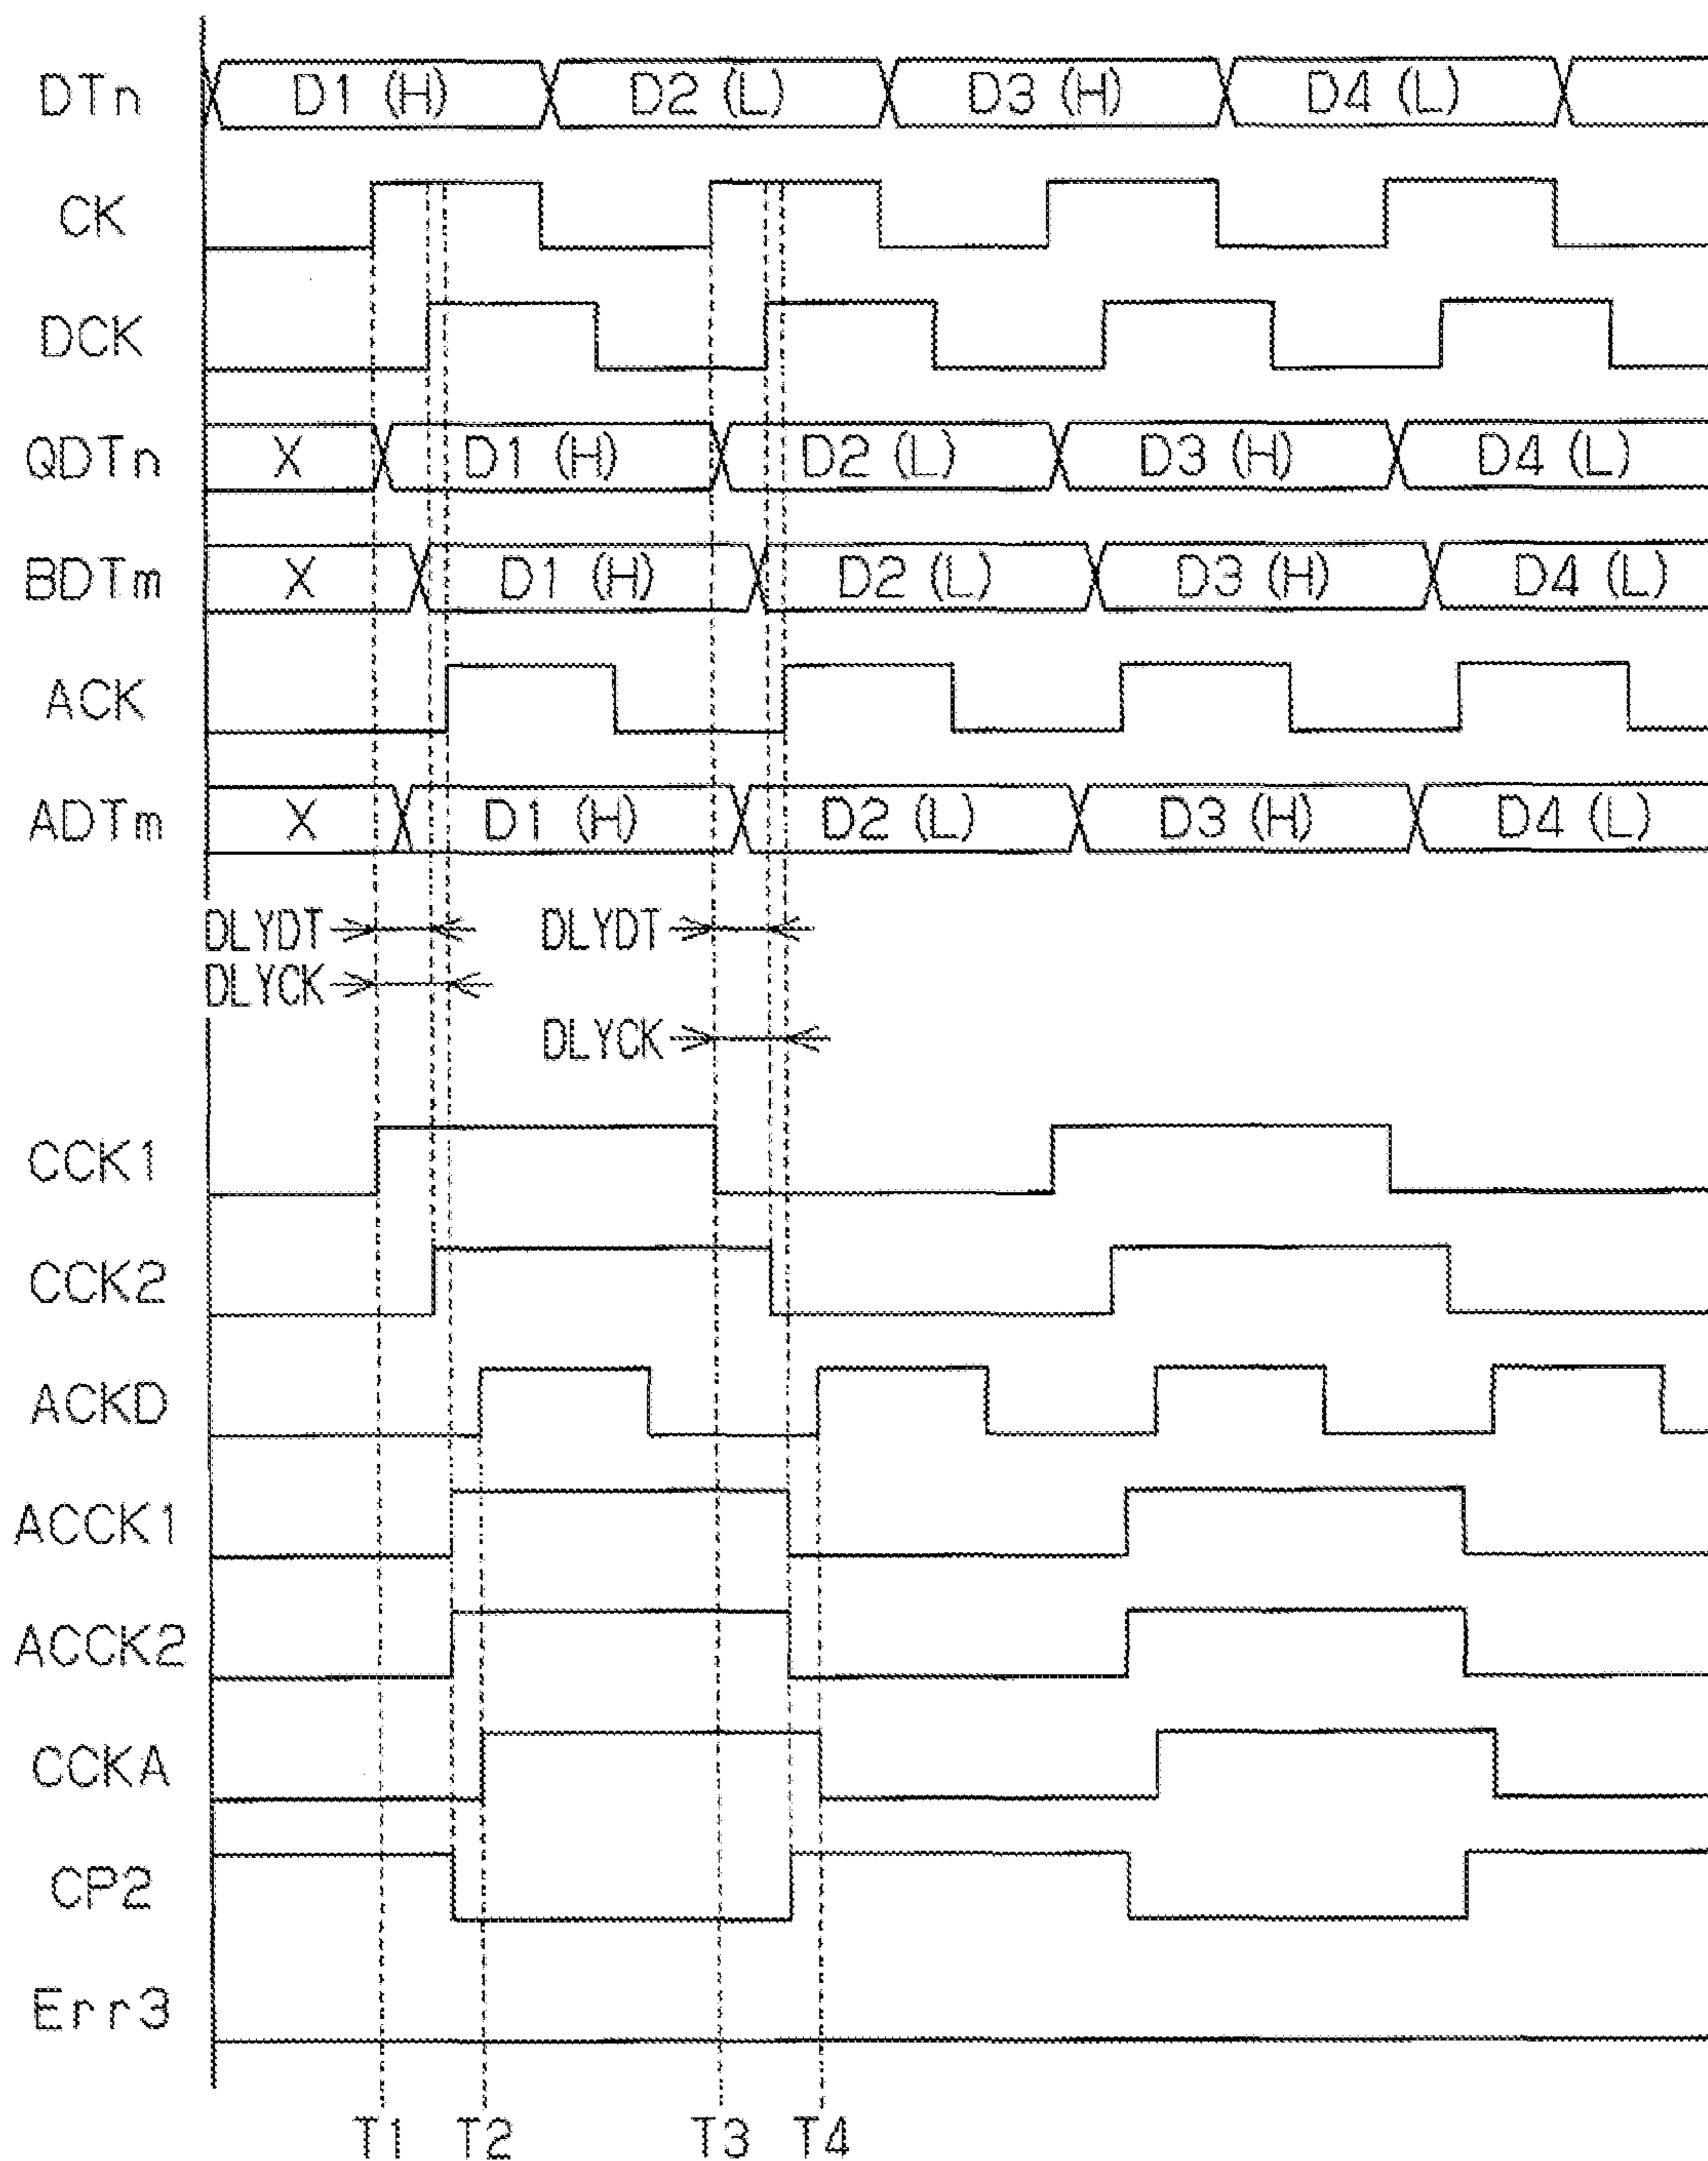 DTn D1 (H) D2 (L) D3 (H) D4 (L)
CK
DCK
QDTn X D1 (H) D2 (L) D3 (H) D4 (L)
BDTm X D1 (H) D2 (L) D3 (H) D4 (L)
ACK
ADTm X D1 (H) D2 (L) D3 (H) D4 (L)
DLYDT DLYDT
DLYCK
DLYCK
CCK1
CCK2
ACKD
ACCK1
ACCK2
CCKA
CP2
Err3
T1 T2 T3 T4